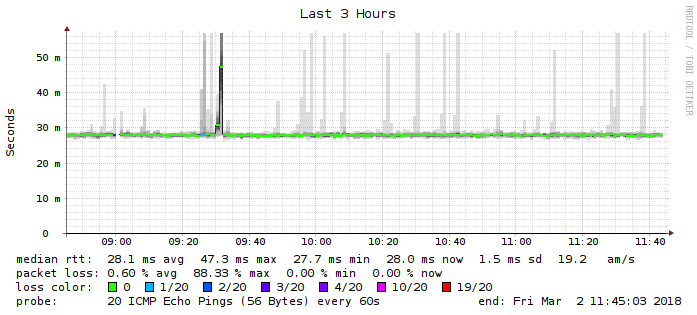 Last 3 Hours
RRDTOOL / TOBI OETIKER
Seconds
50 m
40 m
30 m
20 m
10 m
0
09:00 09:20 09:40 10:00 10:20 10:40 11:00 11:20 11:40
median rtt: 28.1 ms avg 47.3 ms max 27.7 ms min 28.0 ms now 1.5 ms sd 19.2 am/s
packet loss: 0.60 % avg 88.33 % max 0.00 % min 0.00 % now
loss color: 0 1/20 2/20 3/20 4/20 10/20 19/20
probe: 20 ICMP Echo Pings (56 Bytes) every 60s end: Fri Mar 2 11:45:03 2018